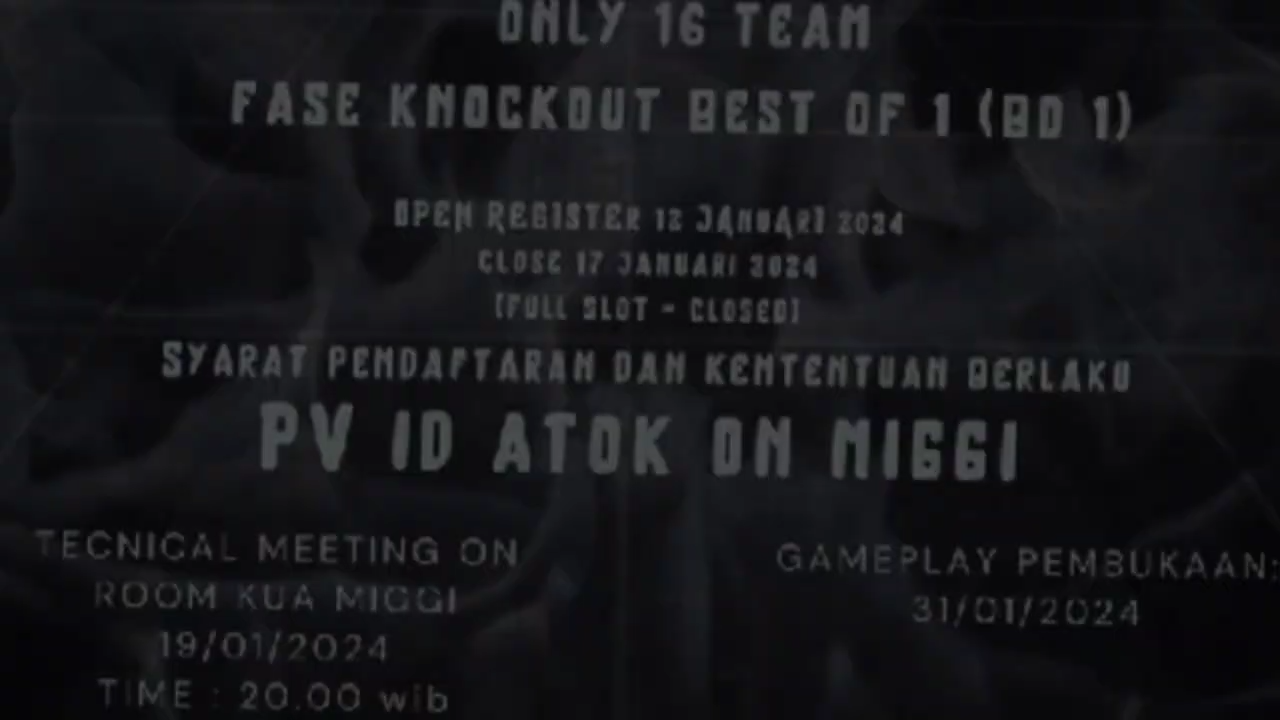 ONLY 16 TEAM
FASE KNOCKOUT BEST OF 1 (BO 1)
OPEN REGISTER 12 JANUARI 2024
CLOSE 17 JANUARI 2024
[FULL SLOT - CLOSED]
SYARAT PENDAFTARAN DAN KENTENTUAN BERLAKU
PV ID ATOK ON MIGGI
TECNICAL MEETING ON
GAMEPLAY PEMBUKAAN:
ROOM KUA MIGGI
31/01/2024
19/01/2024
TIME : 20.00 wib